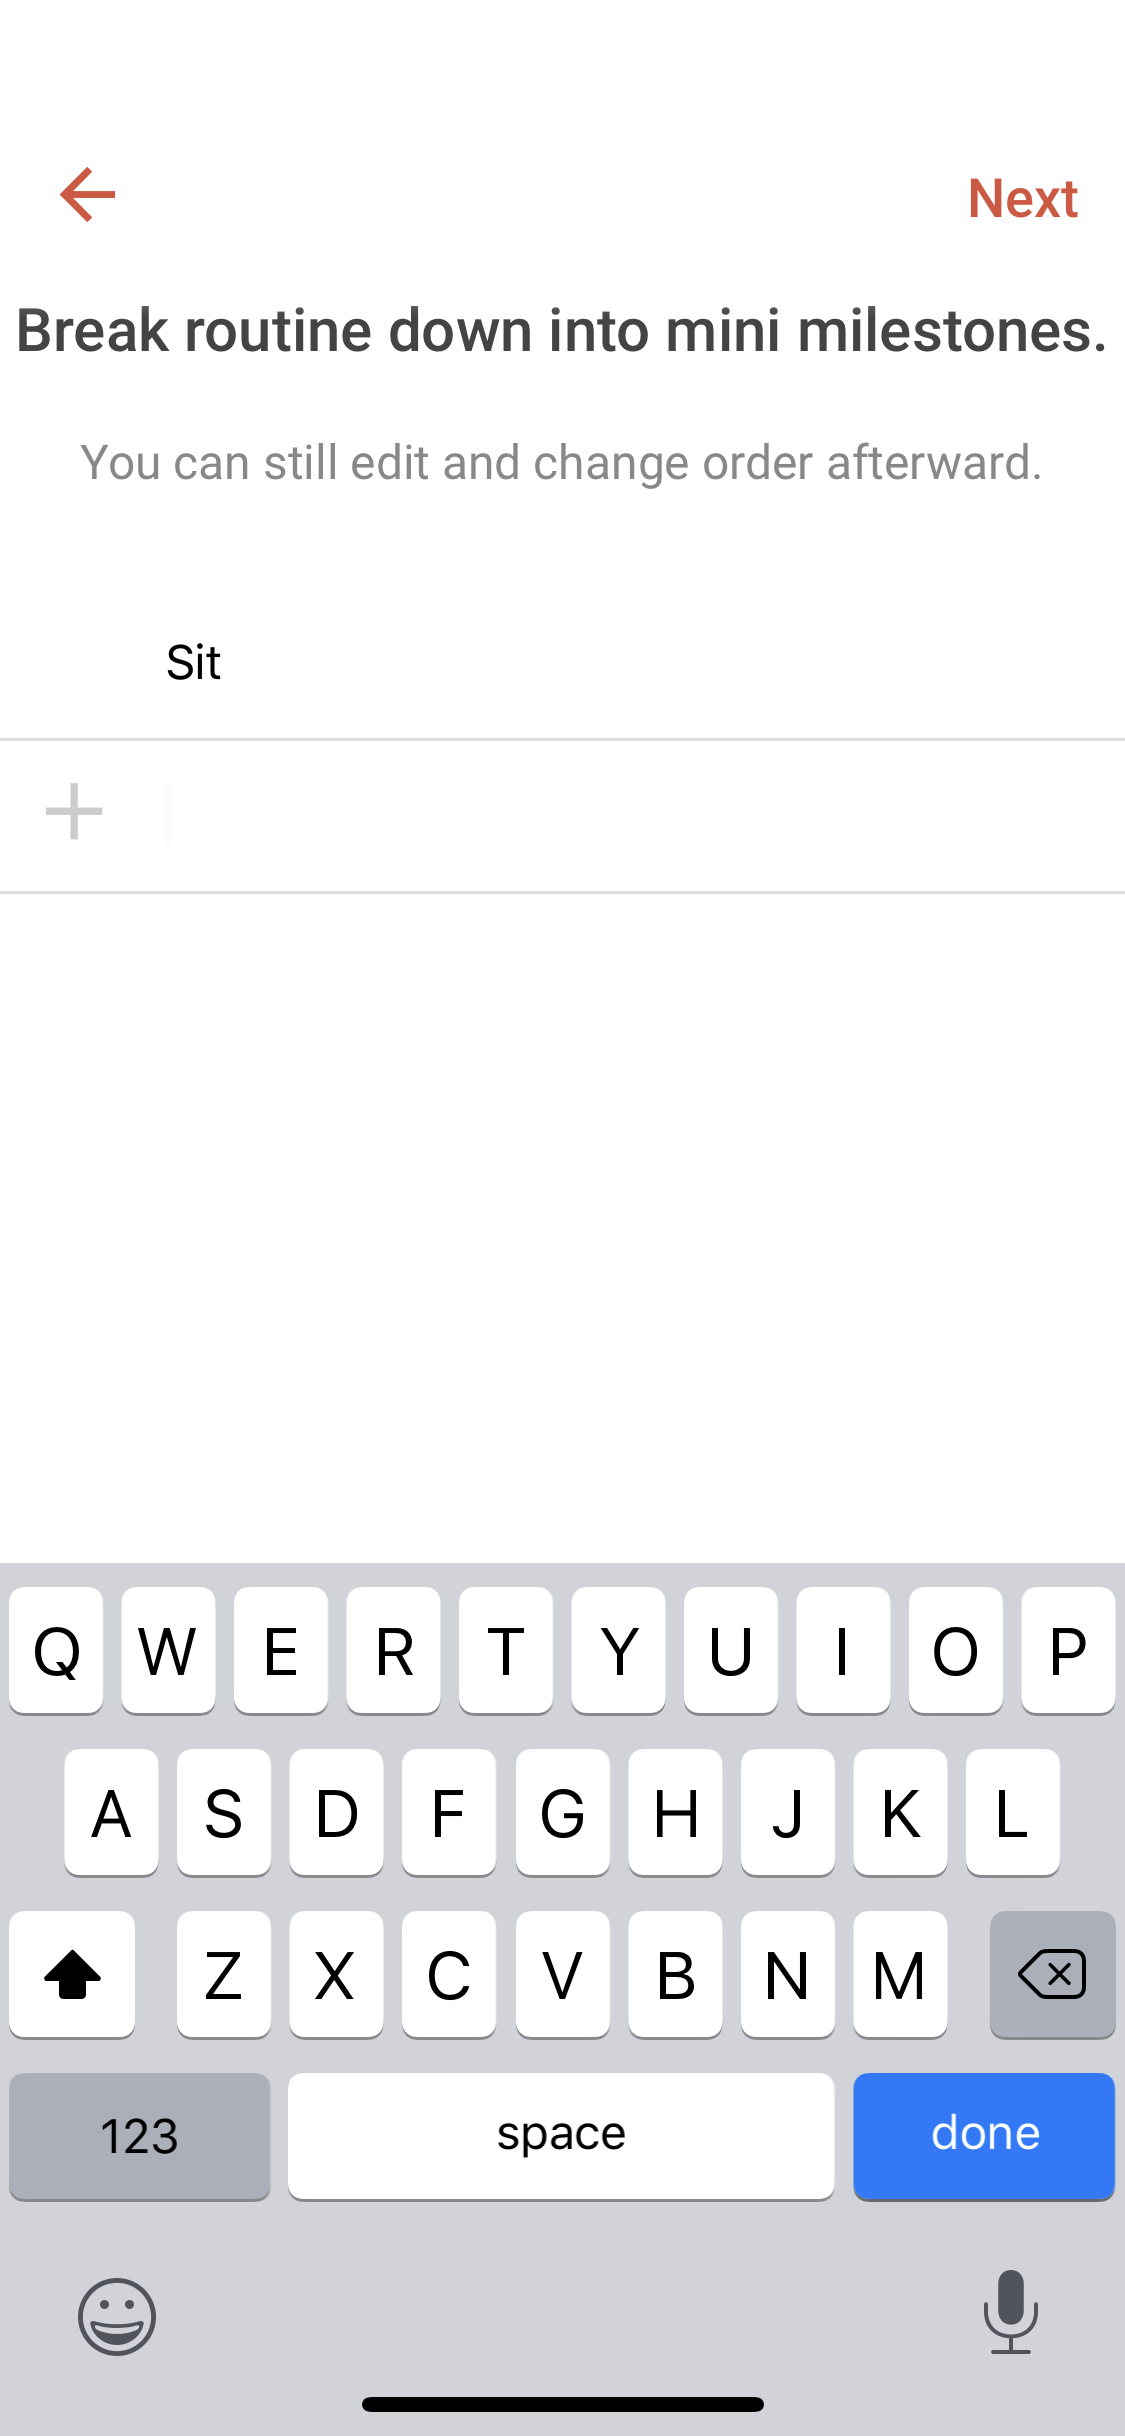 Next
Break routine down into mini milestones.
You can still edit and change order afterward.
Sit
Q W E R T Y U I O P
A S D F G H J K L
Z X C V B N M
123 space done